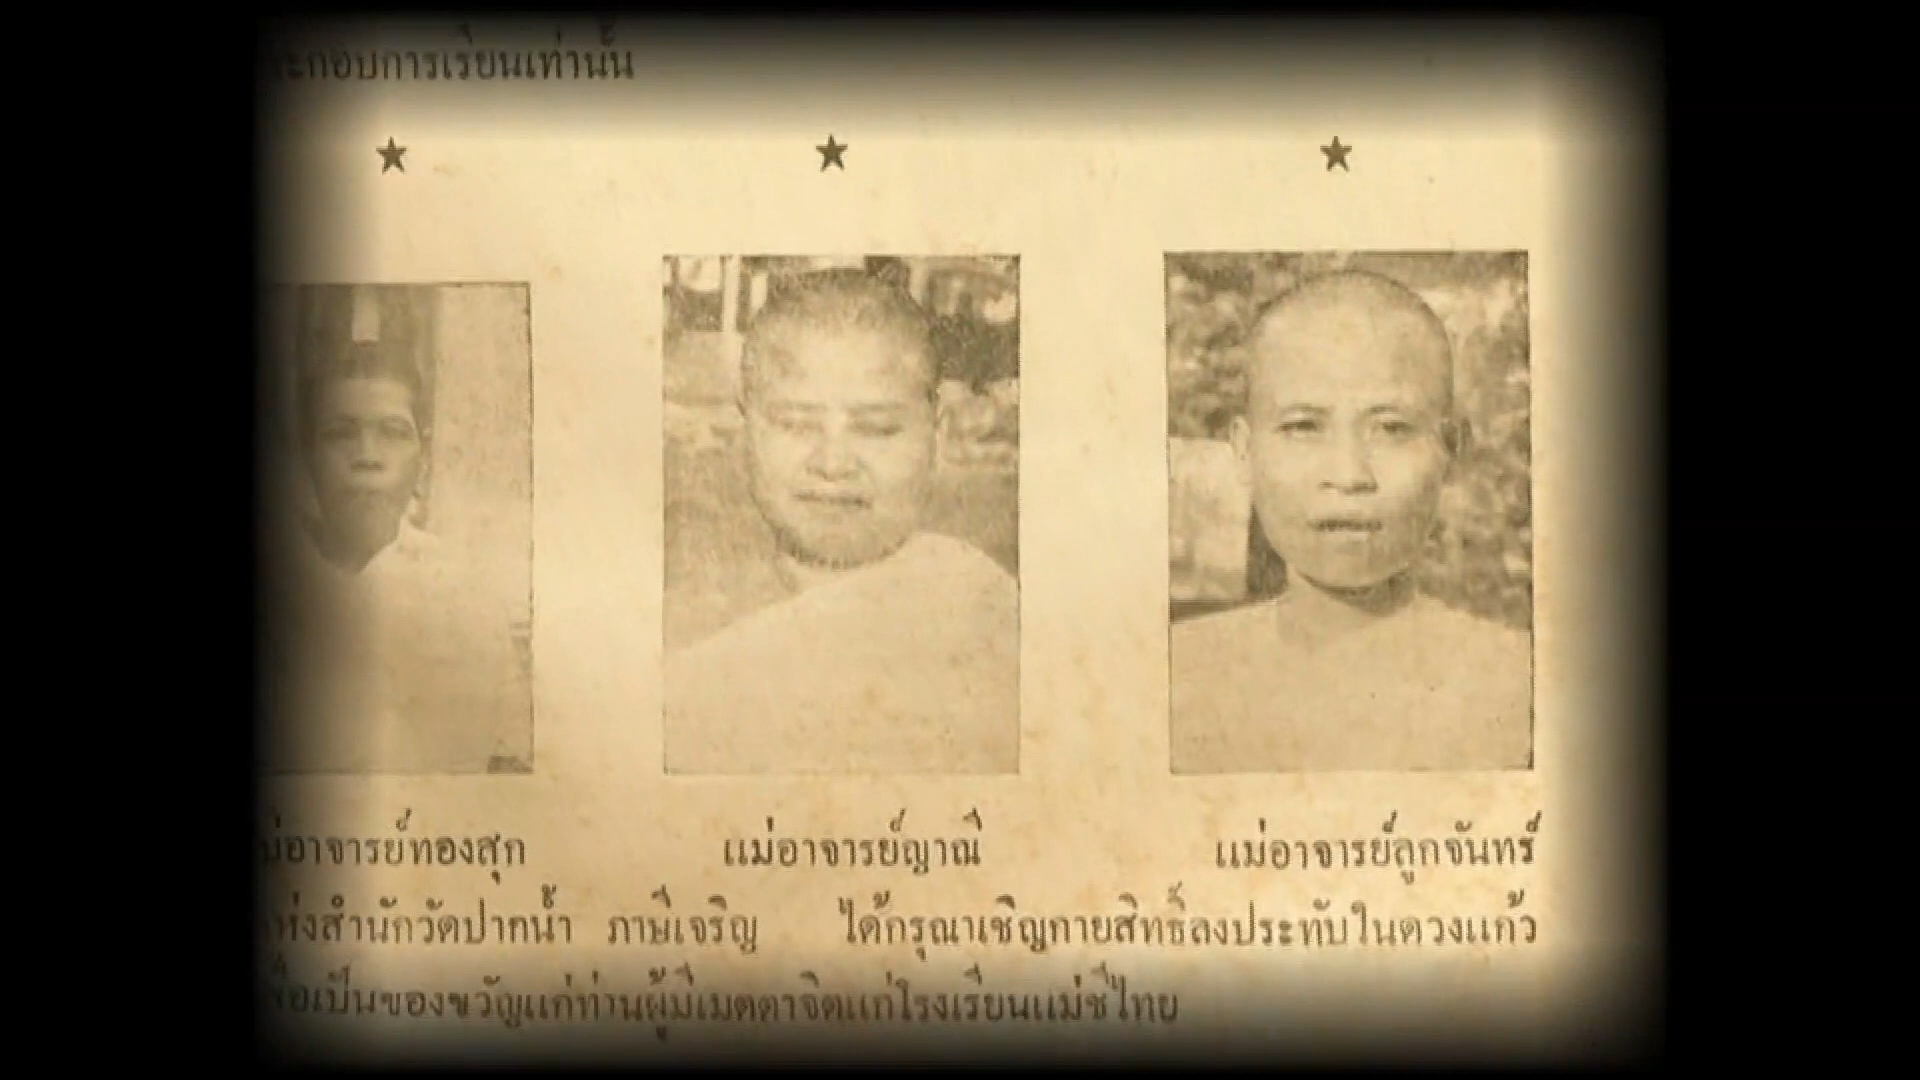 ประกอบการเรียนเท่านั้น
แม่อาจารย์ทองสุก แม่อาจารย์ญาณี แม่อาจารย์ลูกจันทร์
แห่งสำนักวัดปากน้ำ ภาษีเจริญ ได้กรุณาเชิญกายสิทธิ์ลงประทับในดวงแก้ว
เพื่อเป็นของขวัญแก่ท่านผู้มีเมตตาจิตแก่โรงเรียนแม่ชีไทย